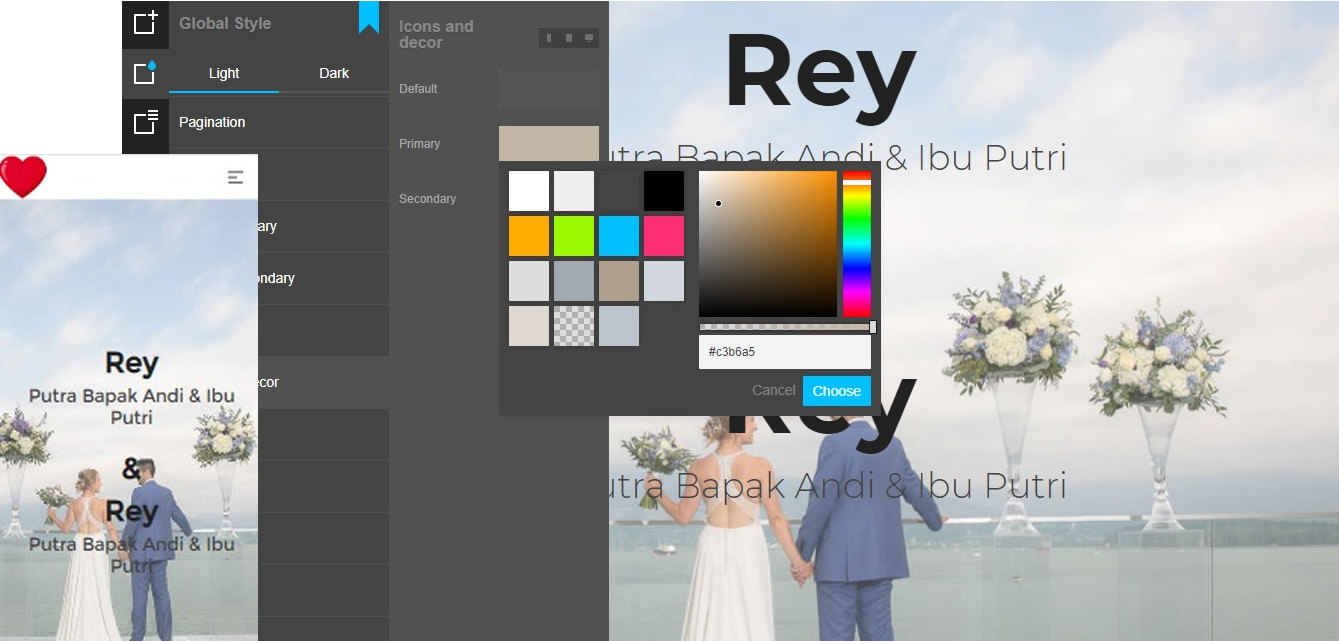 Global Style
Light
Dark
Pagination
ary
ondary
ecor
Icons and
decor
Default
Primary
Secondary
#c3b6a5
Cancel
Choose
Rey
utra Bapak Andi & Ibu Putri
Rey
utra Bapak Andi & Ibu Putri
Rey
Putra Bapak Andi & Ibu
Putri
&
Rey
Putra Bapak Andi & Ibu
Putri